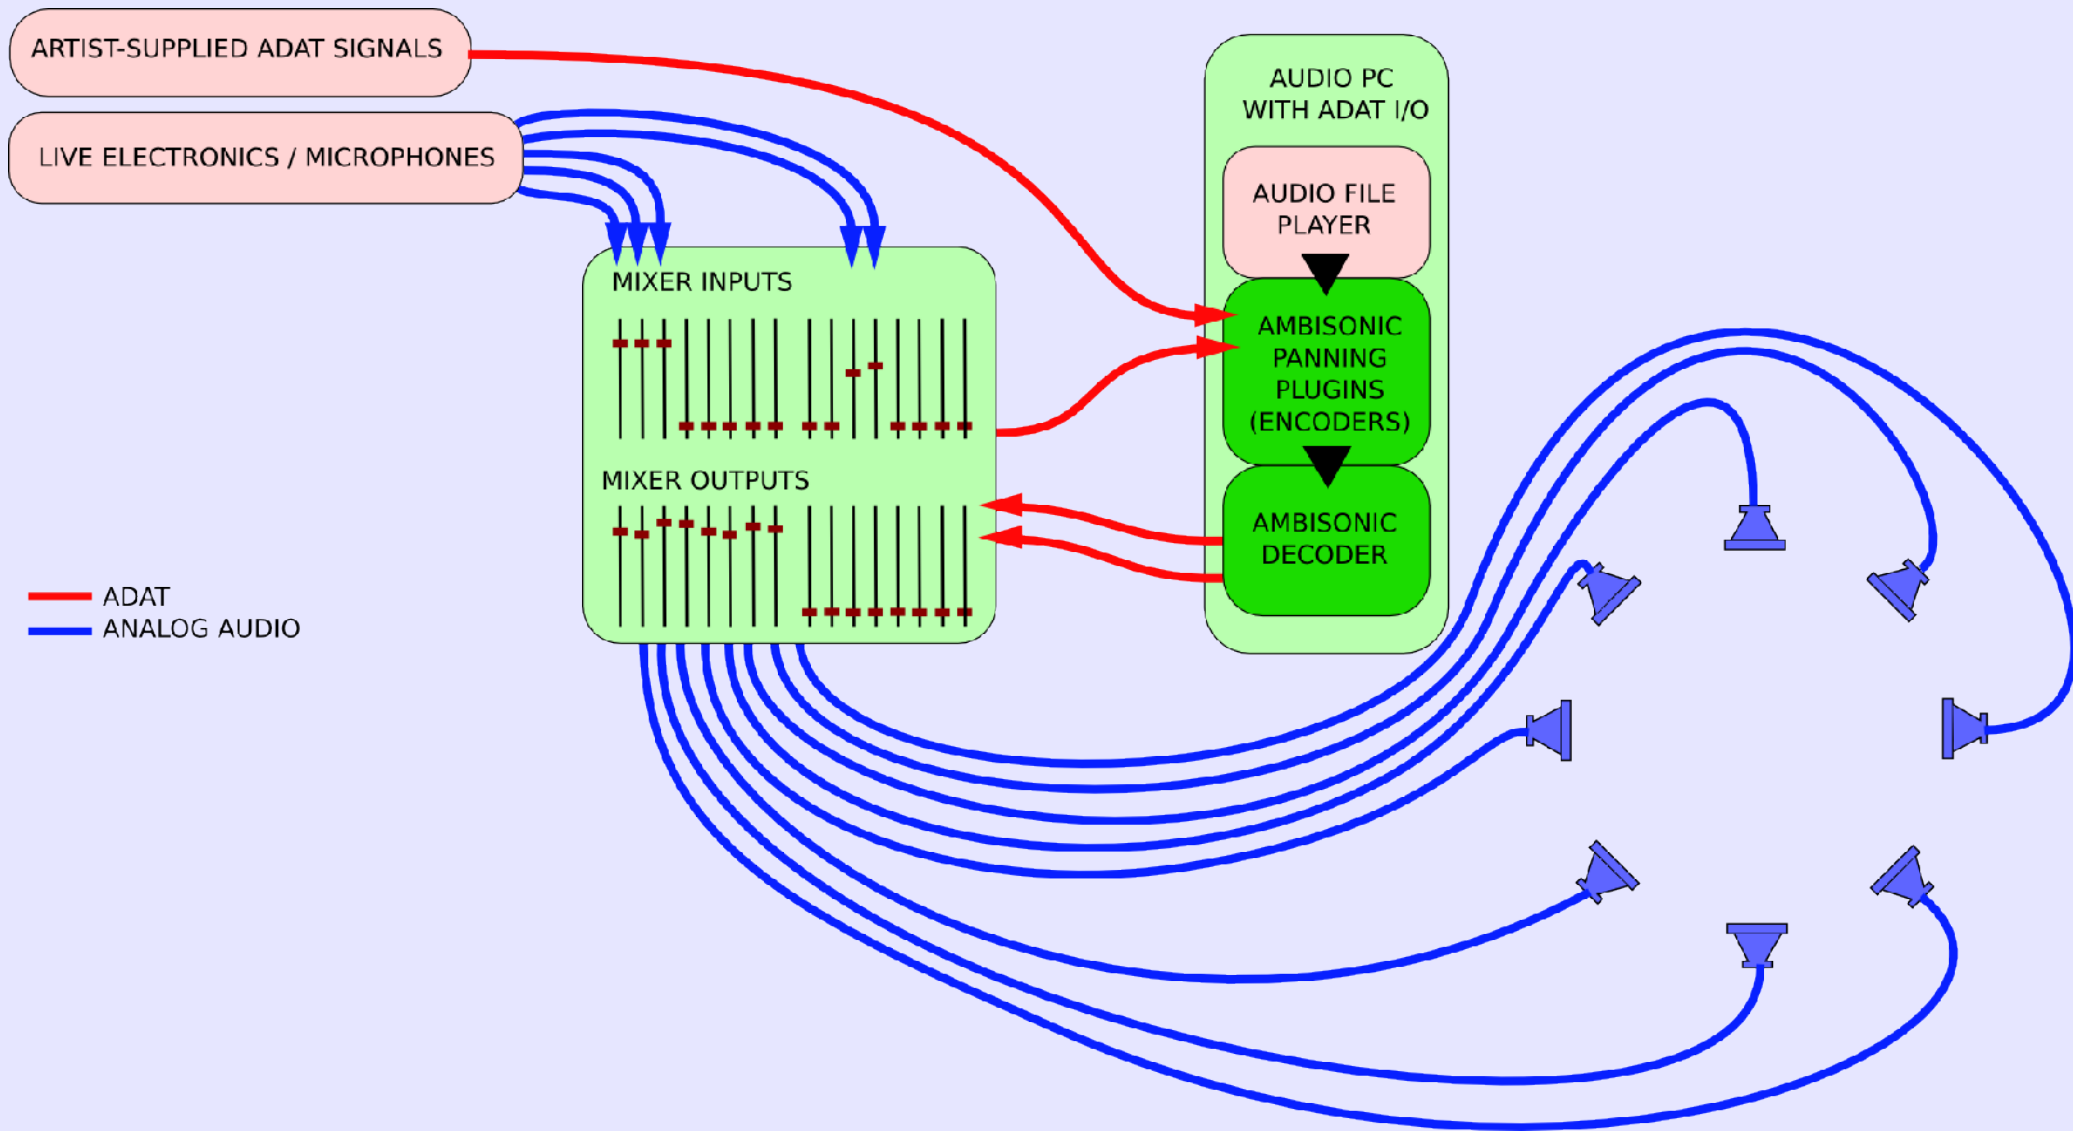 ARTIST-SUPPLIED ADAT SIGNALS
LIVE ELECTRONICS / MICROPHONES
AUDIO PC
WITH ADAT I/O
AUDIO FILE
PLAYER
MIXER INPUTS
AMBISONIC
PANNING
PLUGINS
(ENCODERS)
MIXER OUTPUTS
AMBISONIC
DECODER
ADAT
ANALOG AUDIO